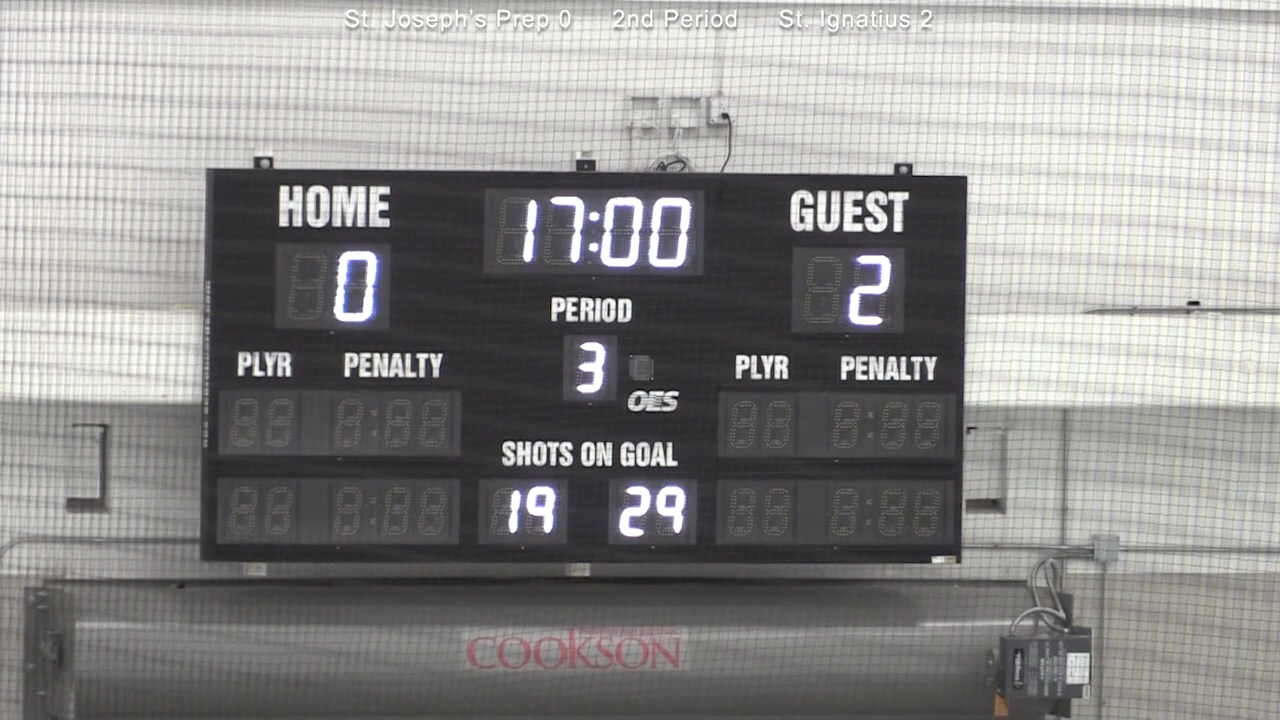 St. Joseph's Prep 0 2nd Period St. Ignatius 2
HOME
17:00
GUEST
0
2
PERIOD
3
PLYR PENALTY
PLYR PENALTY
OES
SHOTS ON GOAL
19 29
COOKSON